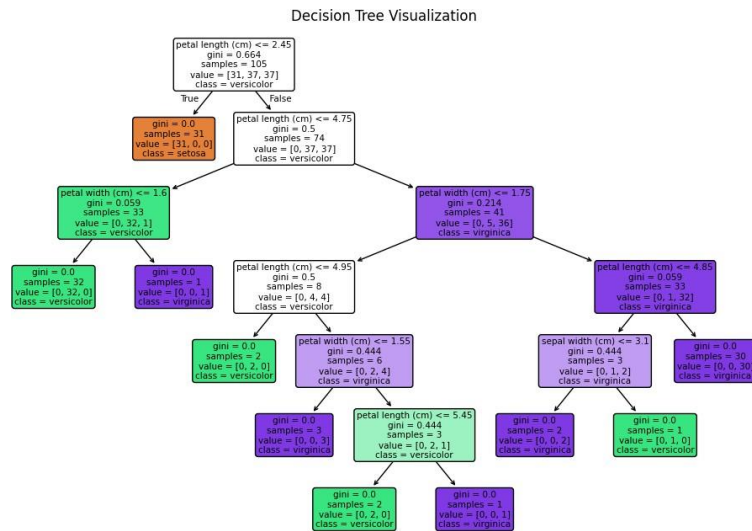 Decision Tree Visualization
petal length (cm) <= 2.45
gini = 0.664
samples = 105
value = [31, 37, 37]
class = versicolor
True
False
gini = 0.0
samples = 31
value = [31, 0, 0]
class = setosa
petal length (cm) <= 4.75
gini = 0.5
samples = 74
value = [0, 37, 37]
class = versicolor
petal width (cm) <= 1.6
gini = 0.059
samples = 33
value = [0, 32, 1]
class = versicolor
petal width (cm) <= 1.75
gini = 0.214
samples = 41
value = [0, 5, 36]
class = virginica
gini = 0.0
samples = 32
value = [0, 32, 0]
class = versicolor
gini = 0.0
samples = 1
value = [0, 0, 1]
class = virginica
petal length (cm) <= 4.95
gini = 0.5
samples = 8
value = [0, 4, 4]
class = versicolor
petal length (cm) <= 4.85
gini = 0.059
samples = 33
value = [0, 1, 32]
class = virginica
gini = 0.0
samples = 2
value = [0, 2, 0]
class = versicolor
petal width (cm) <= 1.55
gini = 0.444
samples = 6
value = [0, 2, 4]
class = virginica
sepal width (cm) <= 3.1
gini = 0.444
samples = 3
value = [0, 1, 2]
class = virginica
gini = 0.0
samples = 30
value = [0, 0, 30]
class = virginica
gini = 0.0
samples = 3
value = [0, 0, 3]
class = virginica
petal length (cm) <= 5.45
gini = 0.444
samples = 3
value = [0, 2, 1]
class = versicolor
gini = 0.0
samples = 2
value = [0, 0, 2]
class = virginica
gini = 0.0
samples = 1
value = [0, 1, 0]
class = versicolor
gini = 0.0
samples = 2
value = [0, 2, 0]
class = versicolor
gini = 0.0
samples = 1
value = [0, 0, 1]
class = virginica